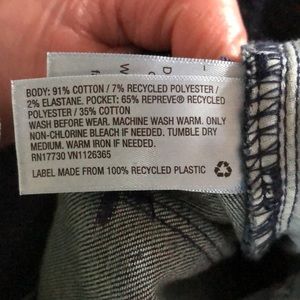 BODY: 91% COTTON / 7% RECYCLED POLYESTER /
2% ELASTANE. POCKET: 65% REPREVE® RECYCLED
POLYESTER / 35% COTTON
WASH BEFORE WEAR. MACHINE WASH WARM. ONLY
NON-CHLORINE BLEACH IF NEEDED. TUMBLE DRY
MEDIUM. WARM IRON IF NEEDED.
RN17730 VN1126365
LABEL MADE FROM 100% RECYCLED PLASTIC